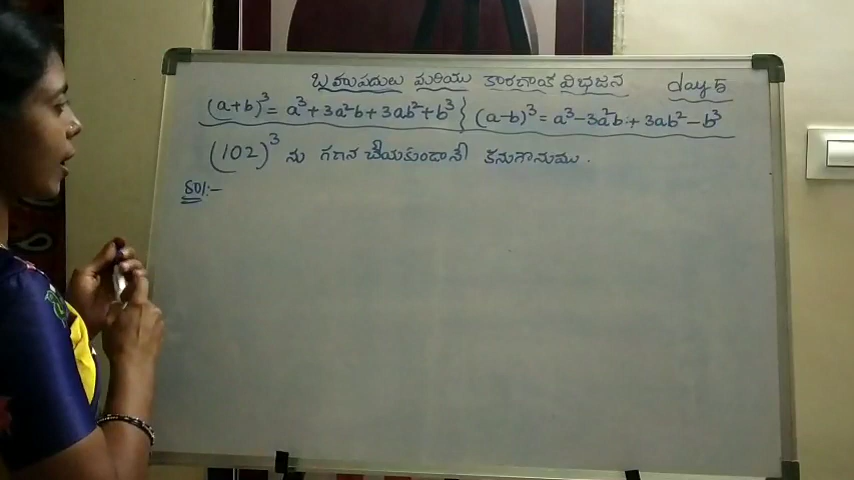 బహుపదులు మరియు కారణాంక విభజన day 5
(a+b)³ = a³ + 3a²b + 3ab² + b³ } (a-b)³ = a³ - 3a²b + 3ab² - b³
(102)³ ను గణన చేయకుండానే కనుగొనుము.
Sol:-